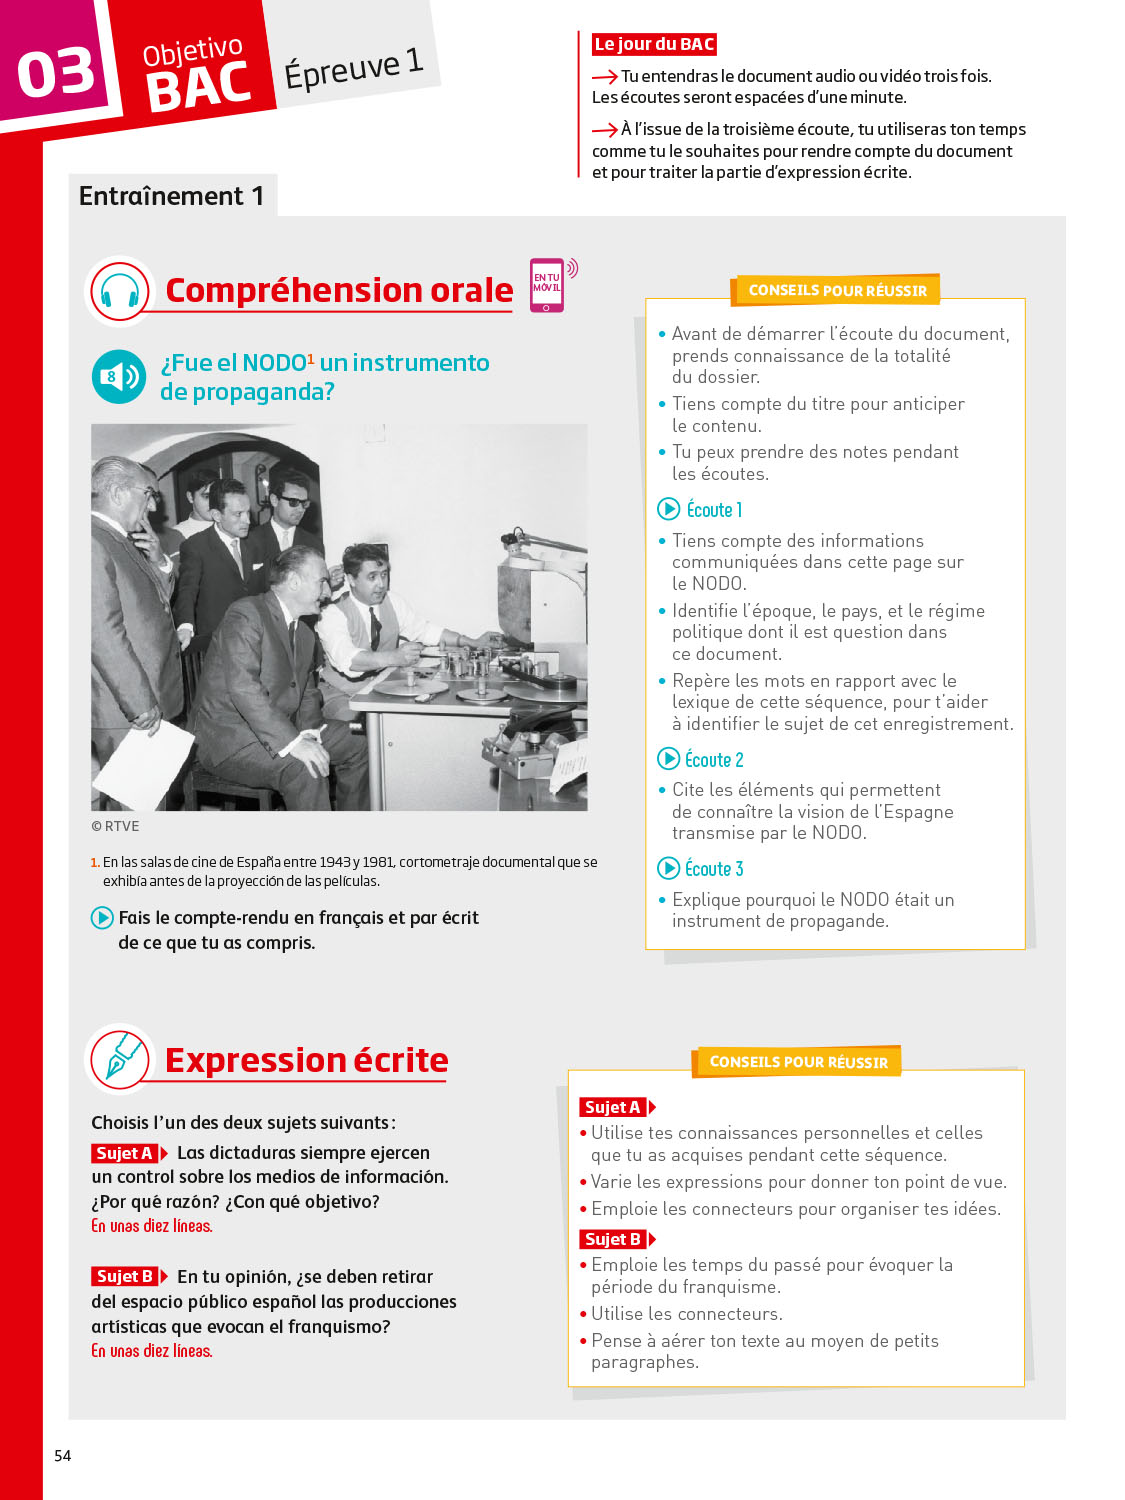 03
Objetivo
BAC
Épreuve 1
Le jour du BAC
Tu entendras le document audio ou vidéo trois fois.
Les écoutes seront espacées d'une minute.
À l'issue de la troisième écoute, tu utiliseras ton temps
comme tu le souhaites pour rendre compte du document
et pour traiter la partie d'expression écrite.
Entraînement 1
Compréhension orale
EN TU
MÓVIL
8
¿Fue el NODO1 un instrumento
de propaganda?
© RTVE
1. En las salas de cine de España entre 1943 y 1981, cortometraje documental que se
exhibía antes de la proyección de las películas.
Fais le compte-rendu en français et par écrit
de ce que tu as compris.
CONSEILS POUR RÉUSSIR
• Avant de démarrer l'écoute du document,
prends connaissance de la totalité
du dossier.
• Tiens compte du titre pour anticiper
le contenu.
• Tu peux prendre des notes pendant
les écoutes.
Écoute 1
• Tiens compte des informations
communiquées dans cette page sur
le NODO.
• Identifie l'époque, le pays, et le régime
politique dont il est question dans
ce document.
• Repère les mots en rapport avec le
lexique de cette séquence, pour t'aider
à identifier le sujet de cet enregistrement.
Écoute 2
• Cite les éléments qui permettent
de connaître la vision de l'Espagne
transmise par le NODO.
Écoute 3
• Explique pourquoi le NODO était un
instrument de propagande.
Expression écrite
Choisis l'un des deux sujets suivants :
Sujet A Las dictaduras siempre ejercen
un control sobre los medios de información.
¿Por qué razón? ¿Con qué objetivo?
En unas diez líneas.
Sujet B En tu opinión, ¿se deben retirar
del espacio público español las producciones
artísticas que evocan el franquismo?
En unas diez líneas.
CONSEILS POUR RÉUSSIR
Sujet A
• Utilise tes connaissances personnelles et celles
que tu as acquises pendant cette séquence.
• Varie les expressions pour donner ton point de vue.
• Emploie les connecteurs pour organiser tes idées.
Sujet B
• Emploie les temps du passé pour évoquer la
période du franquisme.
• Utilise les connecteurs.
• Pense à aérer ton texte au moyen de petits
paragraphes.
54